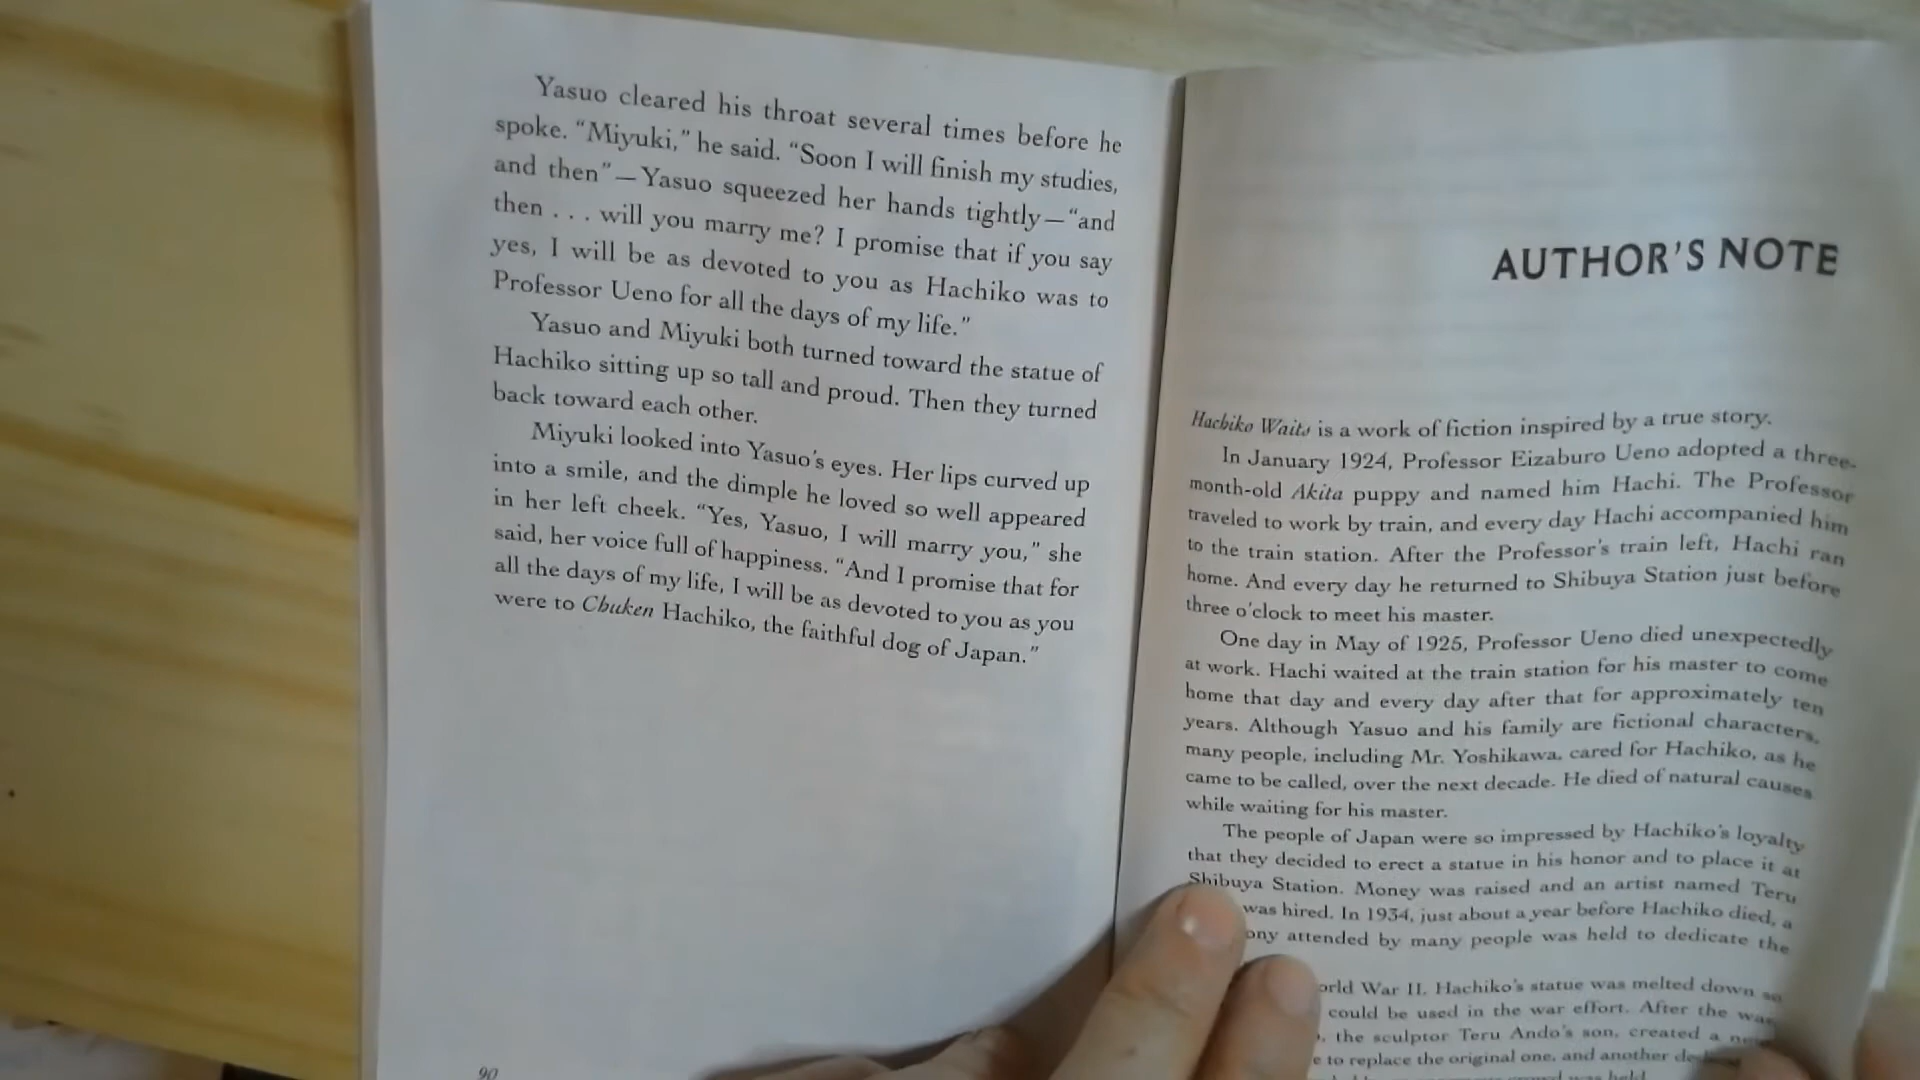 Yasuo cleared his throat several times before he
spoke. “Miyuki,” he said. “Soon I will finish my studies,
and then”—Yasuo squeezed her hands tightly—“and
then . . . will you marry me? I promise that if you say
yes, I will be as devoted to you as Hachiko was to
Professor Ueno for all the days of my life.”
Yasuo and Miyuki both turned toward the statue of
Hachiko sitting up so tall and proud. Then they turned
back toward each other.
Miyuki looked into Yasuo’s eyes. Her lips curved up
into a smile, and the dimple he loved so well appeared
in her left cheek. “Yes, Yasuo, I will marry you,” she
said, her voice full of happiness. “And I promise that for
all the days of my life, I will be as devoted to you as you
were to Chuken Hachiko, the faithful dog of Japan.”
90
AUTHOR’S NOTE
Hachiko Waits is a work of fiction inspired by a true story.
In January 1924, Professor Eizaburo Ueno adopted a three-
month-old Akita puppy and named him Hachi. The Professor
traveled to work by train, and every day Hachi accompanied him
to the train station. After the Professor’s train left, Hachi ran
home. And every day he returned to Shibuya Station just before
three o’clock to meet his master.
One day in May of 1925, Professor Ueno died unexpectedly
at work. Hachi waited at the train station for his master to come
home that day and every day after that for approximately ten
years. Although Yasuo and his family are fictional characters,
many people, including Mr. Yoshikawa, cared for Hachiko, as he
came to be called, over the next decade. He died of natural causes
while waiting for his master.
The people of Japan were so impressed by Hachiko’s loyalty
that they decided to erect a statue in his honor and to place it at
Shibuya Station. Money was raised and an artist named Teru
was hired. In 1934, just about a year before Hachiko died, a
attended by many people was held to dedicate the
War II, Hachiko’s statue was melted down so
could be used in the war effort. After the
the sculptor Teru Ando’s son, created a
to replace the original one, and another
was held